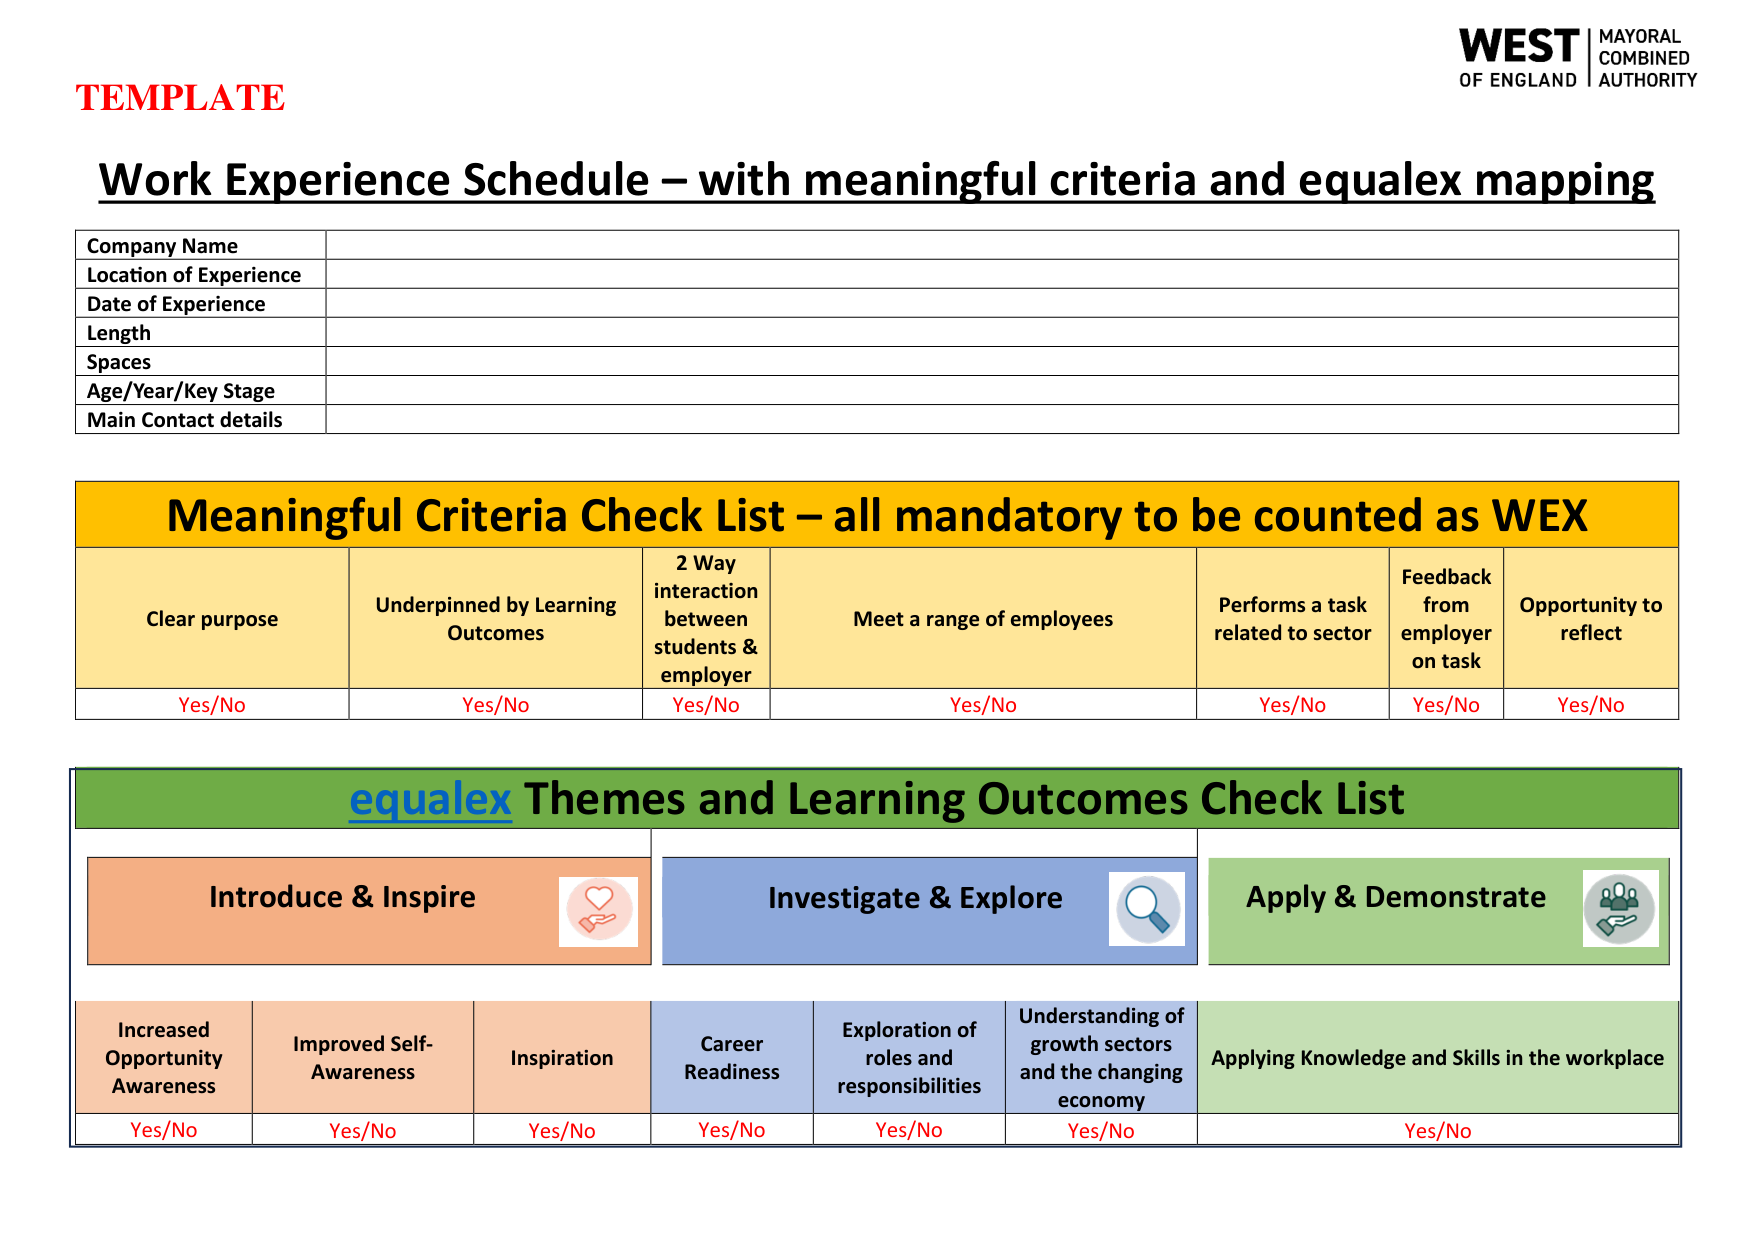 WEST
OF ENGLAND
MAYORAL
COMBINED
AUTHORITY
TEMPLATE
Work Experience Schedule – with meaningful criteria and equalex mapping
Company Name
Location of Experience
Date of Experience
Length
Spaces
Age/Year/Key Stage
Main Contact details
Meaningful Criteria Check List – all mandatory to be counted as WEX
Clear purpose
Underpinned by Learning
Outcomes
2 Way
interaction
between
students &
employer
Meet a range of employees
Performs a task
related to sector
Feedback
from
employer
on task
Opportunity to
reflect
Yes/No
Yes/No
Yes/No
Yes/No
Yes/No
Yes/No
Yes/No
equalex Themes and Learning Outcomes Check List
Introduce & Inspire
Investigate & Explore
Apply & Demonstrate
Increased
Opportunity
Awareness
Improved Self-
Awareness
Inspiration
Career
Readiness
Exploration of
roles and
responsibilities
Understanding of
growth sectors
and the changing
economy
Applying Knowledge and Skills in the workplace
Yes/No
Yes/No
Yes/No
Yes/No
Yes/No
Yes/No
Yes/No